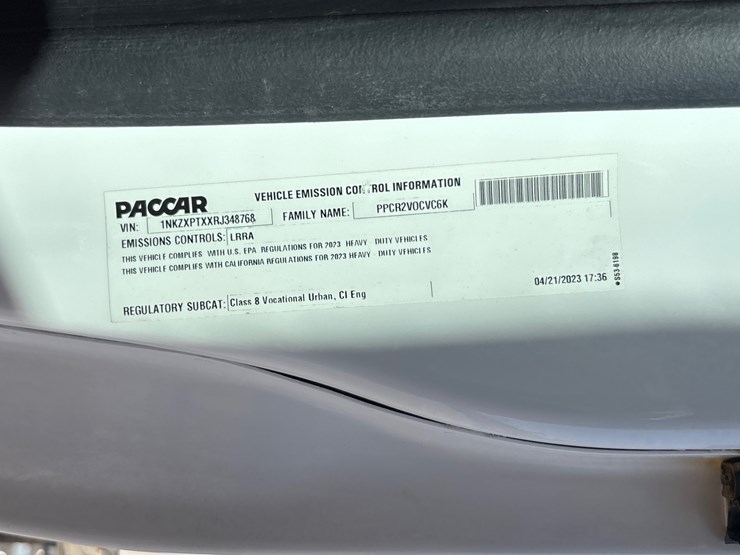 PACCAR
VEHICLE EMISSION CONTROL INFORMATION
VIN: 1NKZXPTXXRJ348768 FAMILY NAME: PPCR2VOCVC6K
EMISSIONS CONTROLS: LRRA
THIS VEHICLE COMPLIES WITH U.S. EPA REGULATIONS FOR 2023 HEAVY - DUTY VEHICLES
THIS VEHICLE COMPLIES WITH CALIFORNIA REGULATIONS FOR 2023 HEAVY - DUTY VEHICLES
REGULATORY SUBCAT: Class 8 Vocational Urban, CI Eng
04/21/2023 17:36
S53-6198